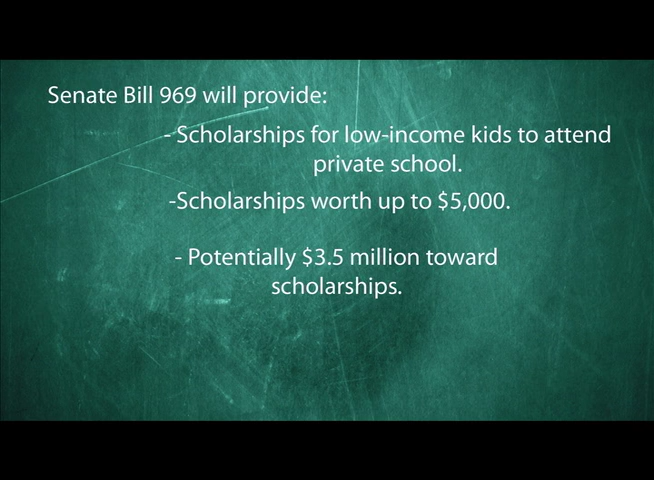 Senate Bill 969 will provide:
- Scholarships for low-income kids to attend
private school.
-Scholarships worth up to $5,000.
- Potentially $3.5 million toward
scholarships.